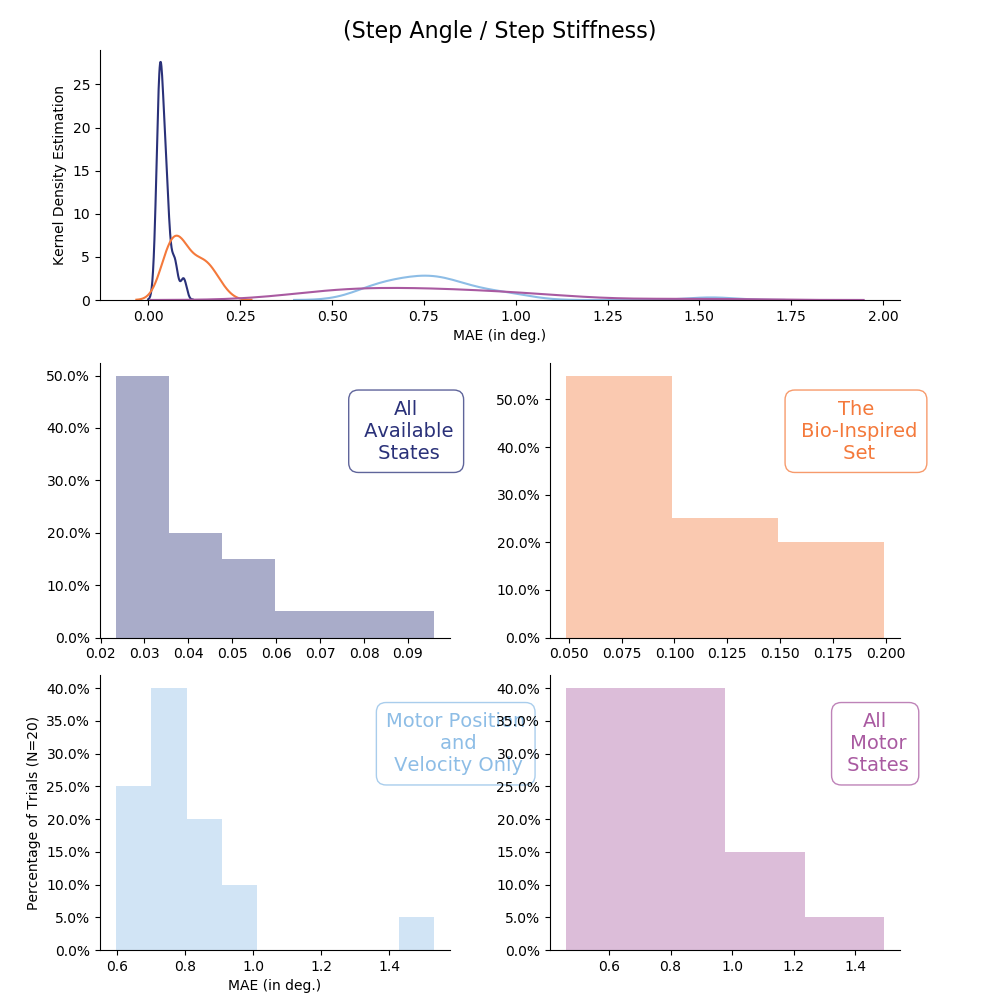 (Step Angle / Step Stiffness)
Kernel Density Estimation
25
20
15
10
5
0
0.00 0.25 0.50 0.75 1.00 1.25 1.50 1.75 2.00
MAE (in deg.)
50.0%
40.0%
30.0%
20.0%
10.0%
0.0%
0.02 0.03 0.04 0.05 0.06 0.07 0.08 0.09
All
Available
States
50.0%
40.0%
30.0%
20.0%
10.0%
0.0%
0.050 0.075 0.100 0.125 0.150 0.175 0.200
The
Bio-Inspired
Set
Percentage of Trials (N=20)
40.0%
35.0%
30.0%
25.0%
20.0%
15.0%
10.0%
5.0%
0.0%
0.6 0.8 1.0 1.2 1.4
MAE (in deg.)
Motor Position
and
Velocity Only
40.0%
35.0%
30.0%
25.0%
20.0%
15.0%
10.0%
5.0%
0.0%
0.6 0.8 1.0 1.2 1.4
All
Motor
States